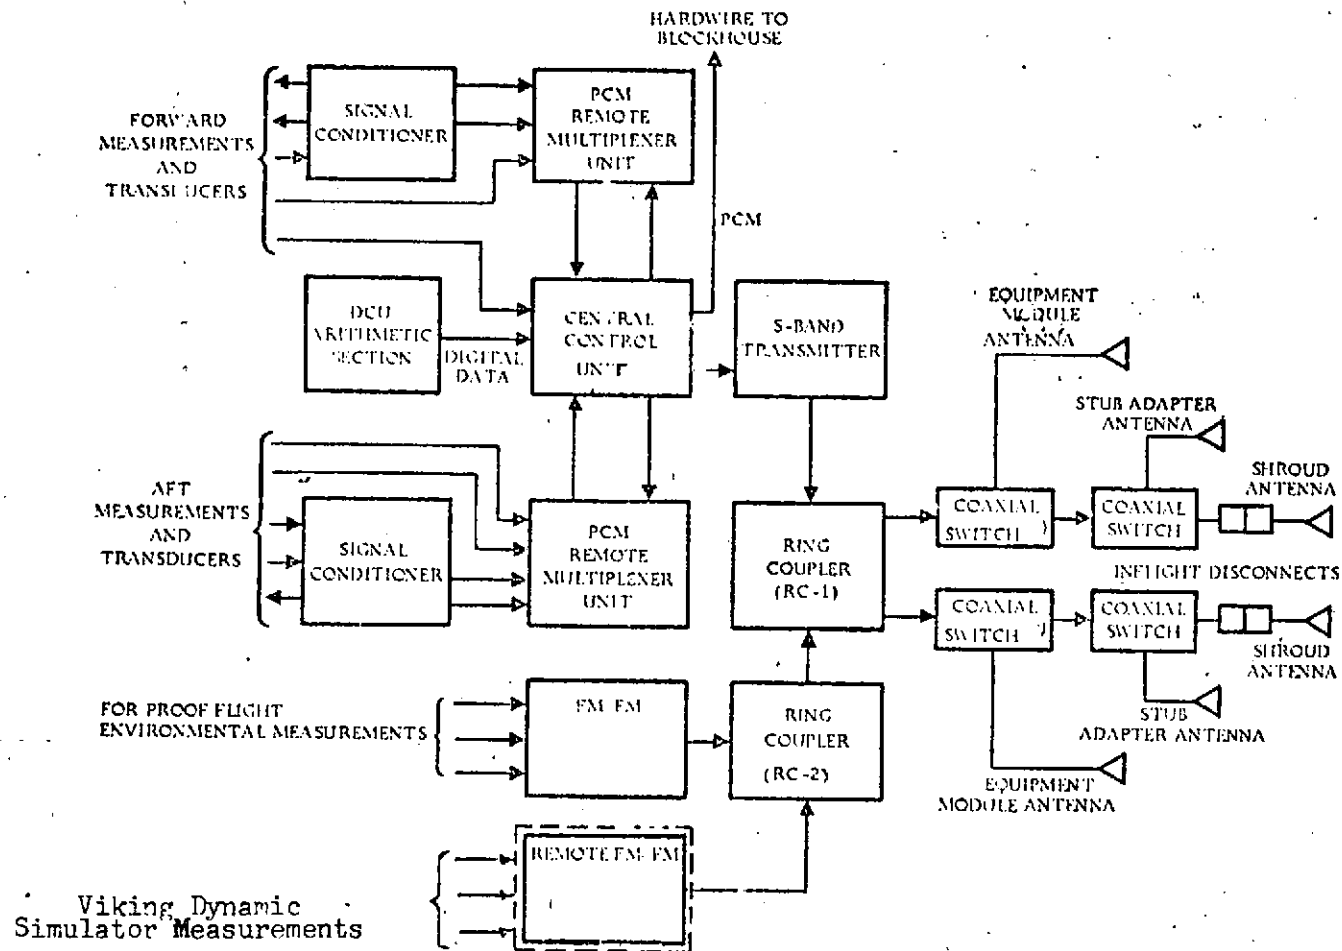 HARDWIRE TO
BLOCKHOUSE
FORWARD
MEASUREMENTS
AND
TRANSDUCERS
SIGNAL
CONDITIONER
PCM
REMOTE
MULTIPLEXER
UNIT
PCM
DCU
ARITHMETIC
SECTION
DIGITAL
DATA
CENTRAL
CONTROL
UNIT
S-BAND
TRANSMITTER
EQUIPMENT
MODULE
ANTENNA
STUB ADAPTER
ANTENNA
SHROUD
ANTENNA
AFT
MEASUREMENTS
AND
TRANSDUCERS
SIGNAL
CONDITIONER
PCM
REMOTE
MULTIPLEXER
UNIT
RING
COUPLER
(RC-1)
COAXIAL
SWITCH
COAXIAL
SWITCH
INFLIGHT DISCONNECTS
COAXIAL
SWITCH
COAXIAL
SWITCH
SHROUD
ANTENNA
STUB
ADAPTER ANTENNA
EQUIPMENT
MODULE ANTENNA
FOR PROOF FLIGHT
ENVIRONMENTAL MEASUREMENTS
FM-FM
RING
COUPLER
(RC-2)
REMOTE FM-FM
Viking Dynamic
Simulator Measurements